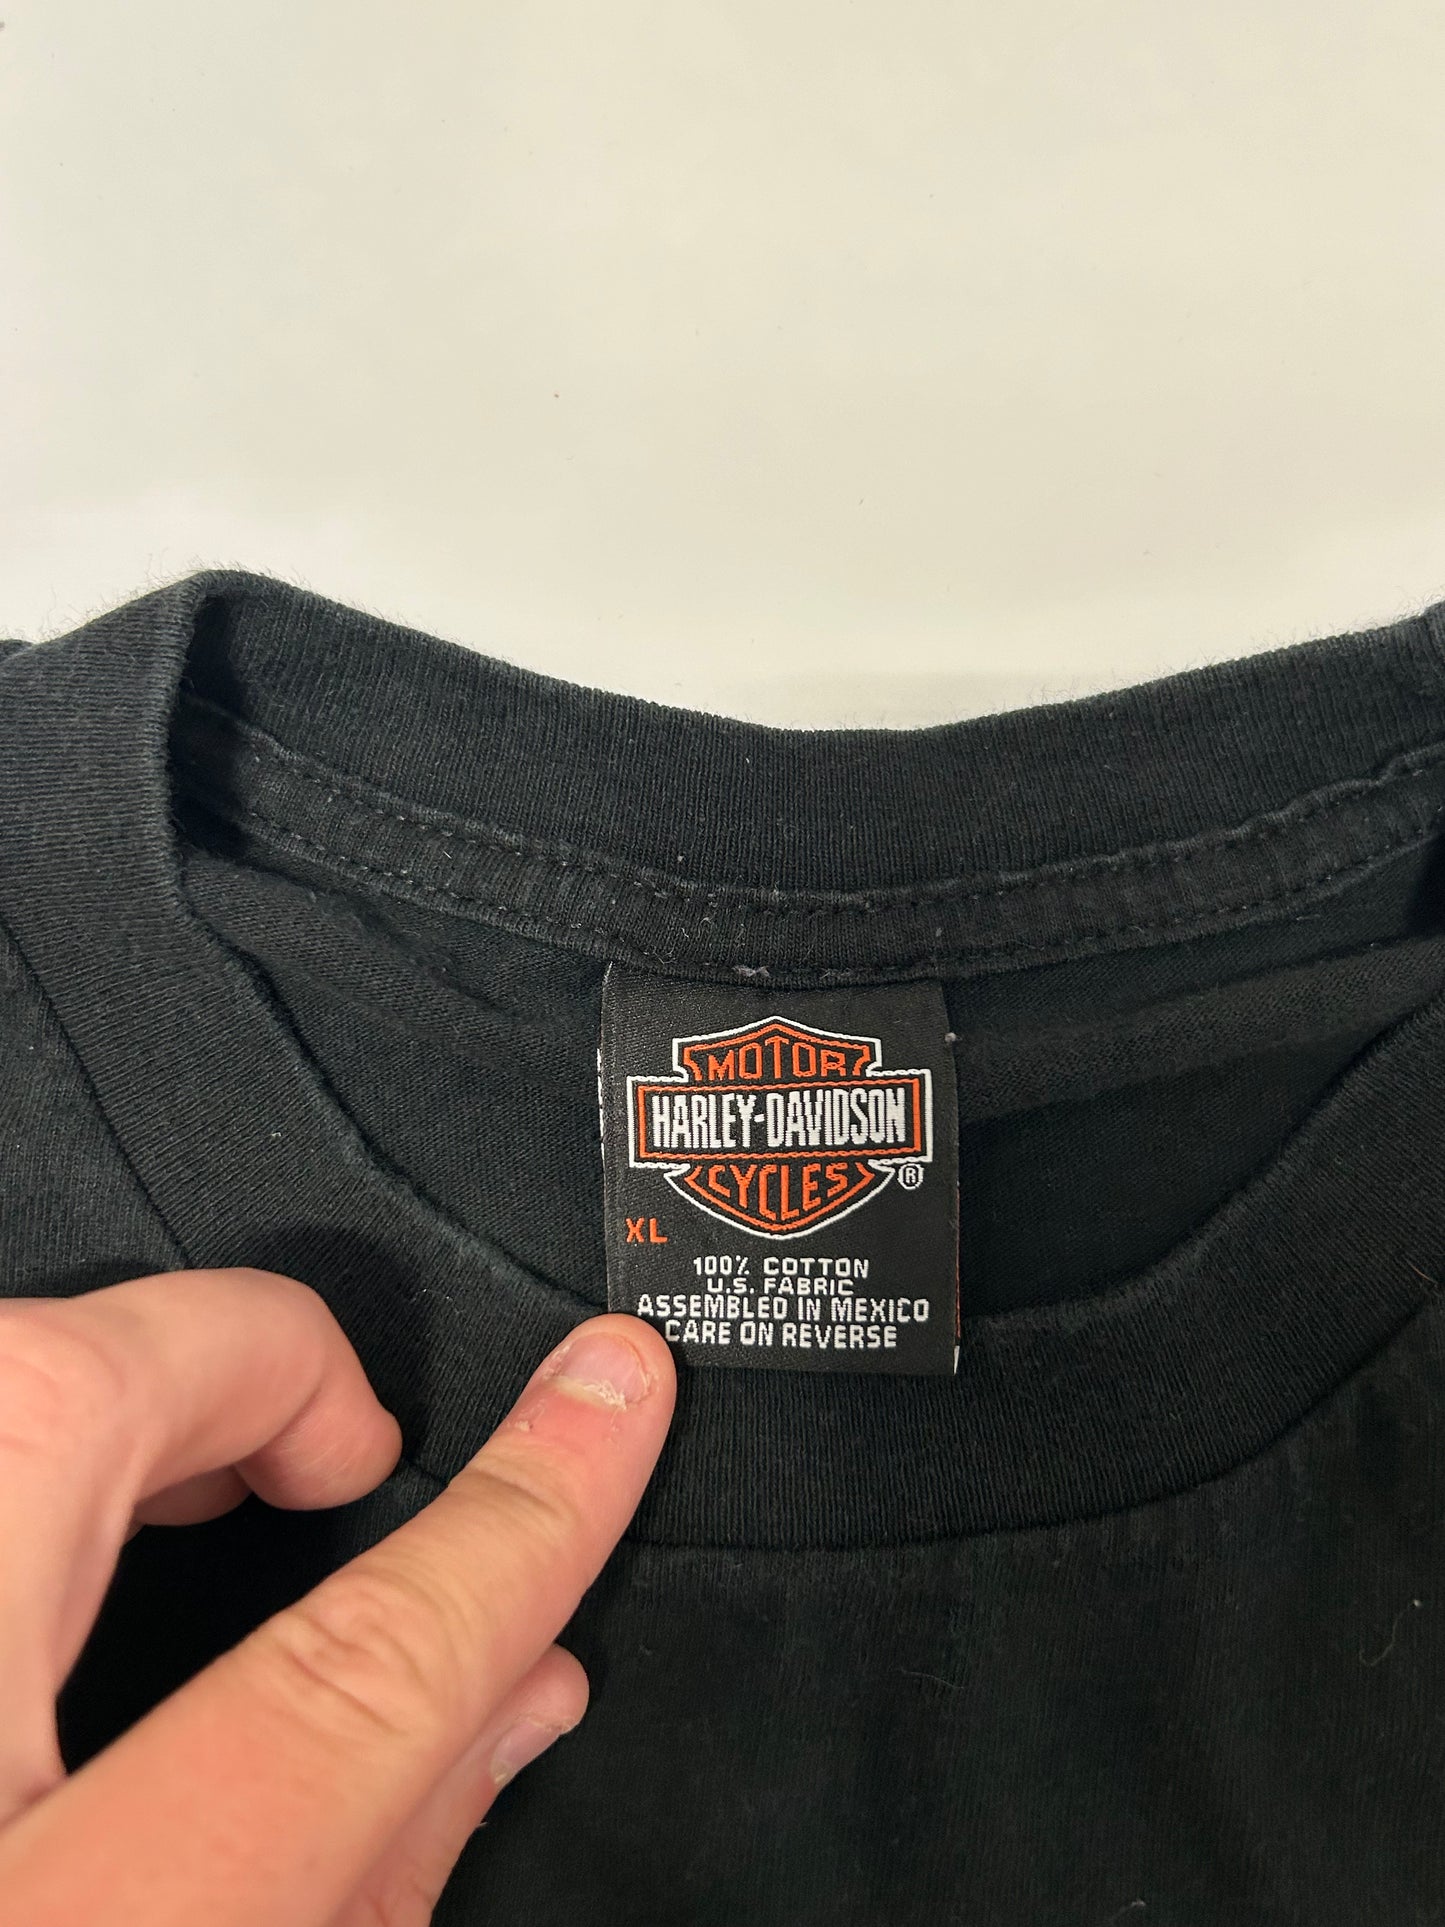 MOTOR
HARLEY-DAVIDSON
CYCLES
®
XL
100% COTTON
U.S. FABRIC
ASSEMBLED IN MEXICO
CARE ON REVERSE